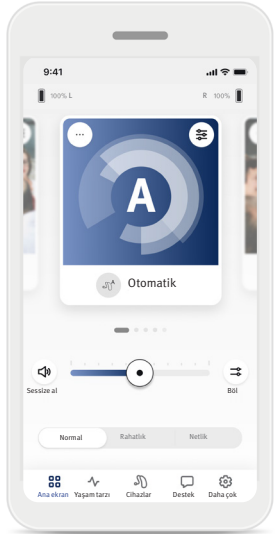 9:41
100% L
R 100%
A
Otomatik
Sessize al
Böl
Normal
Rahatlık
Netlik
Ana ekran Yaşam tarzı Cihazlar Destek Daha çok